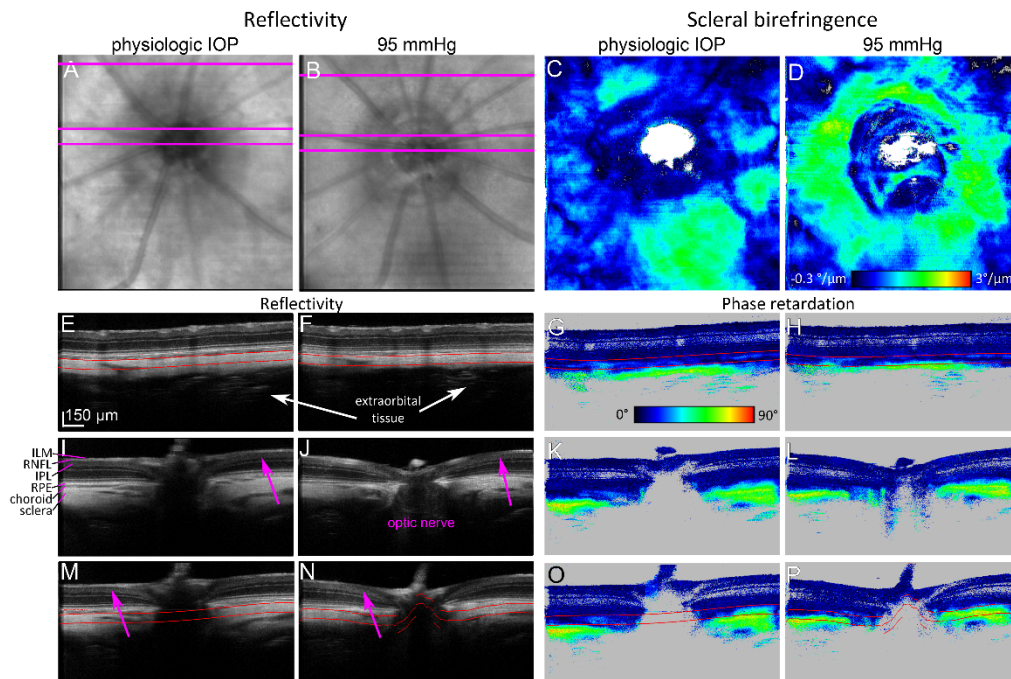 Reflectivity
Scleral birefringence
physiologic IOP
95 mmHg
physiologic IOP
95 mmHg
A
B
C
D
-0.3 °/µm
3°/µm
Reflectivity
Phase retardation
E
F
G
H
150 µm
extraorbital
tissue
0°
90°
I
J
K
L
ILM
RNFL
IPL
RPE
choroid
sclera
optic nerve
M
N
O
P